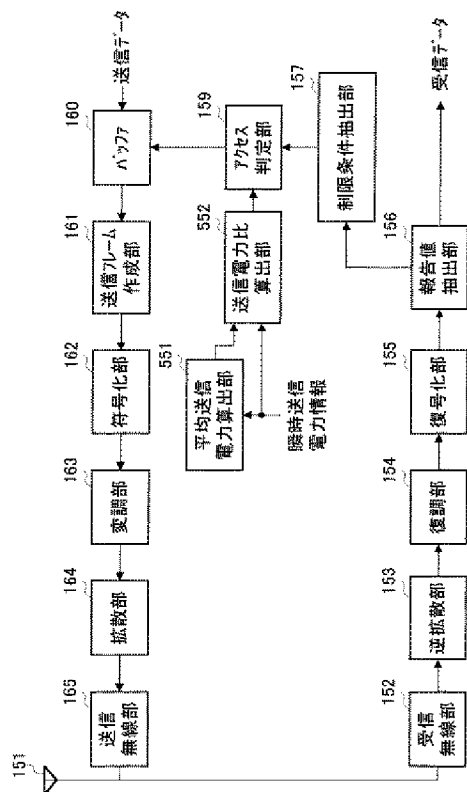 151
165
送信
無線部
164
拡散部
163
変調部
162
符号化部
161
送信フレーム
作成部
160
バッファ
送信データ
551
平均送信
電力算出部
瞬時送信
電力情報
552
送信電力比
算出部
159
アクセス
判定部
157
制限条件抽出部
152
受信
無線部
153
逆拡散部
154
復調部
155
復号化部
156
報告値
抽出部
受信データ